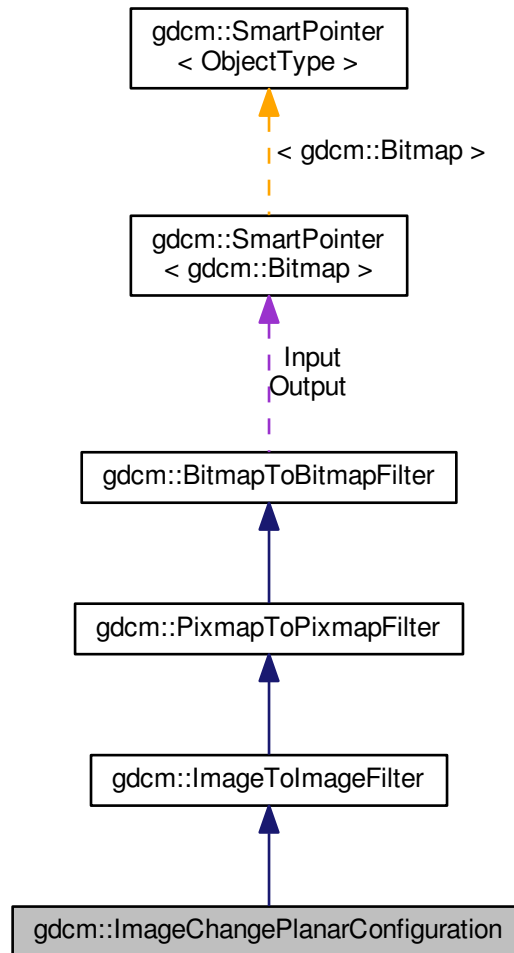 gdcm::SmartPointer
< ObjectType >
< gdcm::Bitmap >
gdcm::SmartPointer
< gdcm::Bitmap >
Input
Output
gdcm::BitmapToBitmapFilter
gdcm::PixmapToPixmapFilter
gdcm::ImageToImageFilter
gdcm::ImageChangePlanarConfiguration